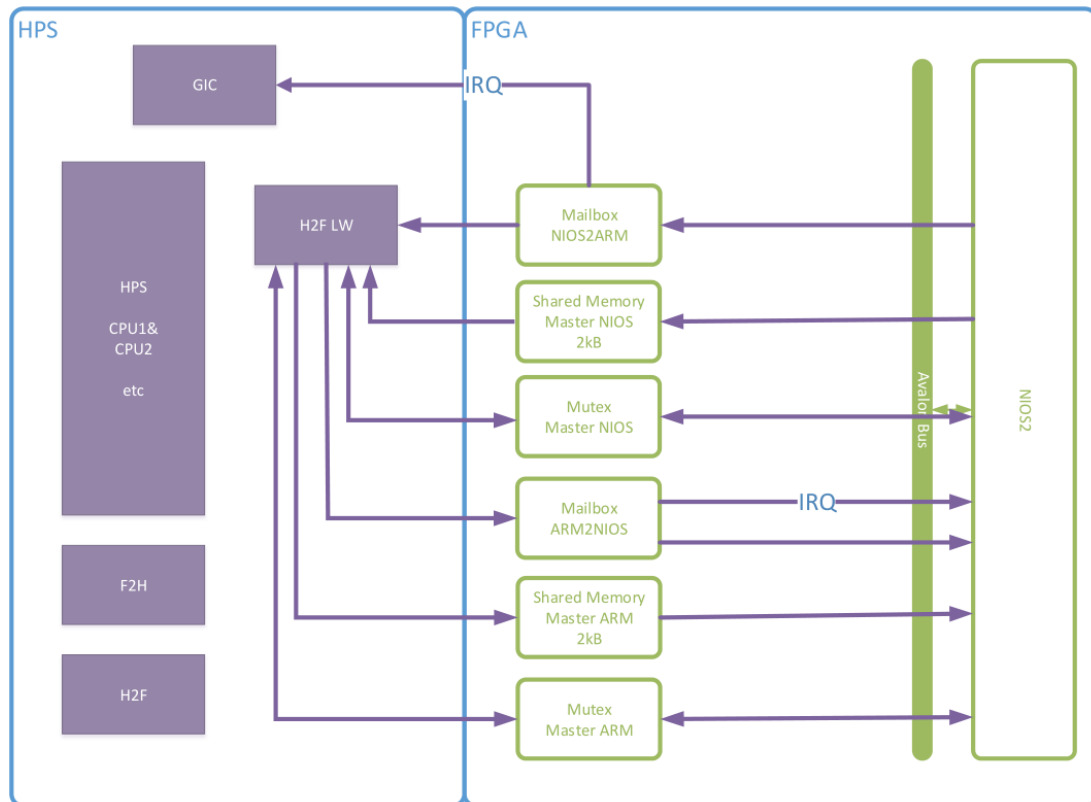 HPS
FPGA
GIC
IRQ
H2F LW
Mailbox
NIOS2ARM
HPS
CPU1&
CPU2
etc
Shared Memory
Master NIOS
2kB
Mutex
Master NIOS
Avalor Bus
NIOS2
Mailbox
ARM2NIOS
IRQ
F2H
Shared Memory
Master ARM
2kB
H2F
Mutex
Master ARM